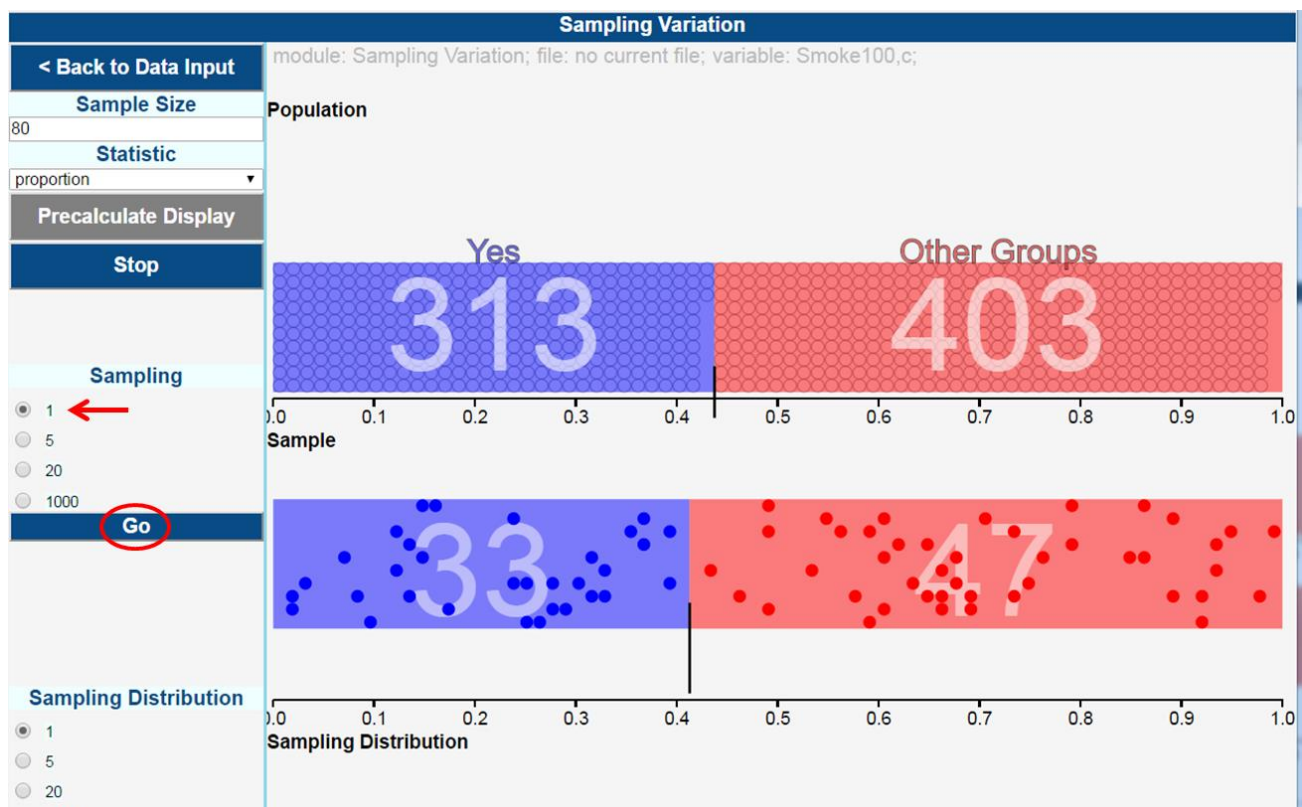 Sampling Variation
< Back to Data Input
module: Sampling Variation; file: no current file; variable: Smoke100,c;
Sample Size
80
Statistic
proportion
Precalculate Display
Stop
Sampling
1
5
20
1000
Go
Sampling Distribution
1
5
20
Population
Yes
Other Groups
313
403
0.0 0.1 0.2 0.3 0.4 0.5 0.6 0.7 0.8 0.9 1.0
Sample
33
47
0.0 0.1 0.2 0.3 0.4 0.5 0.6 0.7 0.8 0.9 1.0
Sampling Distribution